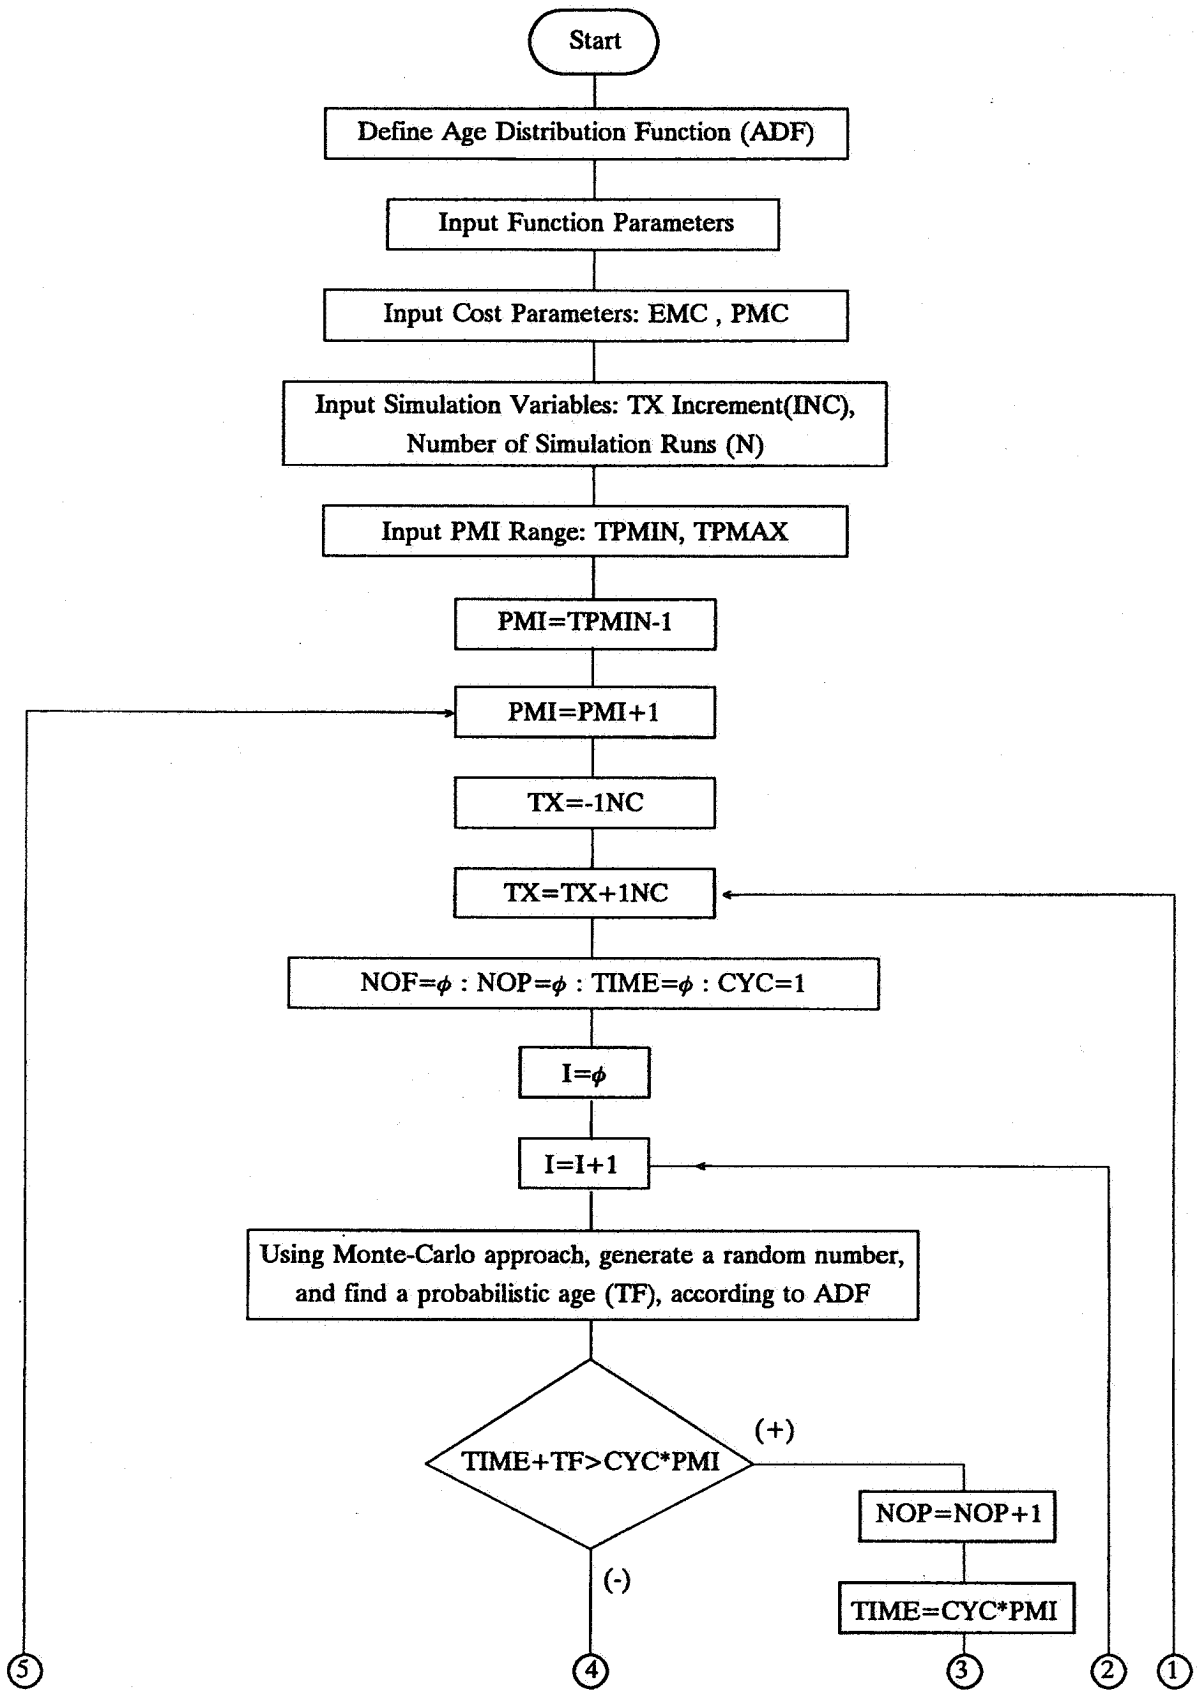 Start
Define Age Distribution Function (ADF)
Input Function Parameters
Input Cost Parameters: EMC , PMC
Input Simulation Variables: TX Increment(INC),
Number of Simulation Runs (N)
Input PMI Range: TPMIN, TPMAX
PMI=TPMIN-1
PMI=PMI+1
TX=-1NC
TX=TX+1NC
NOF=ϕ : NOP=ϕ : TIME=ϕ : CYC=1
I=ϕ
I=I+1
Using Monte-Carlo approach, generate a random number,
and find a probabilistic age (TF), according to ADF
(+)
TIME+TF>CYC*PMI
NOP=NOP+1
(-)
TIME=CYC*PMI
5
4
3
2
1